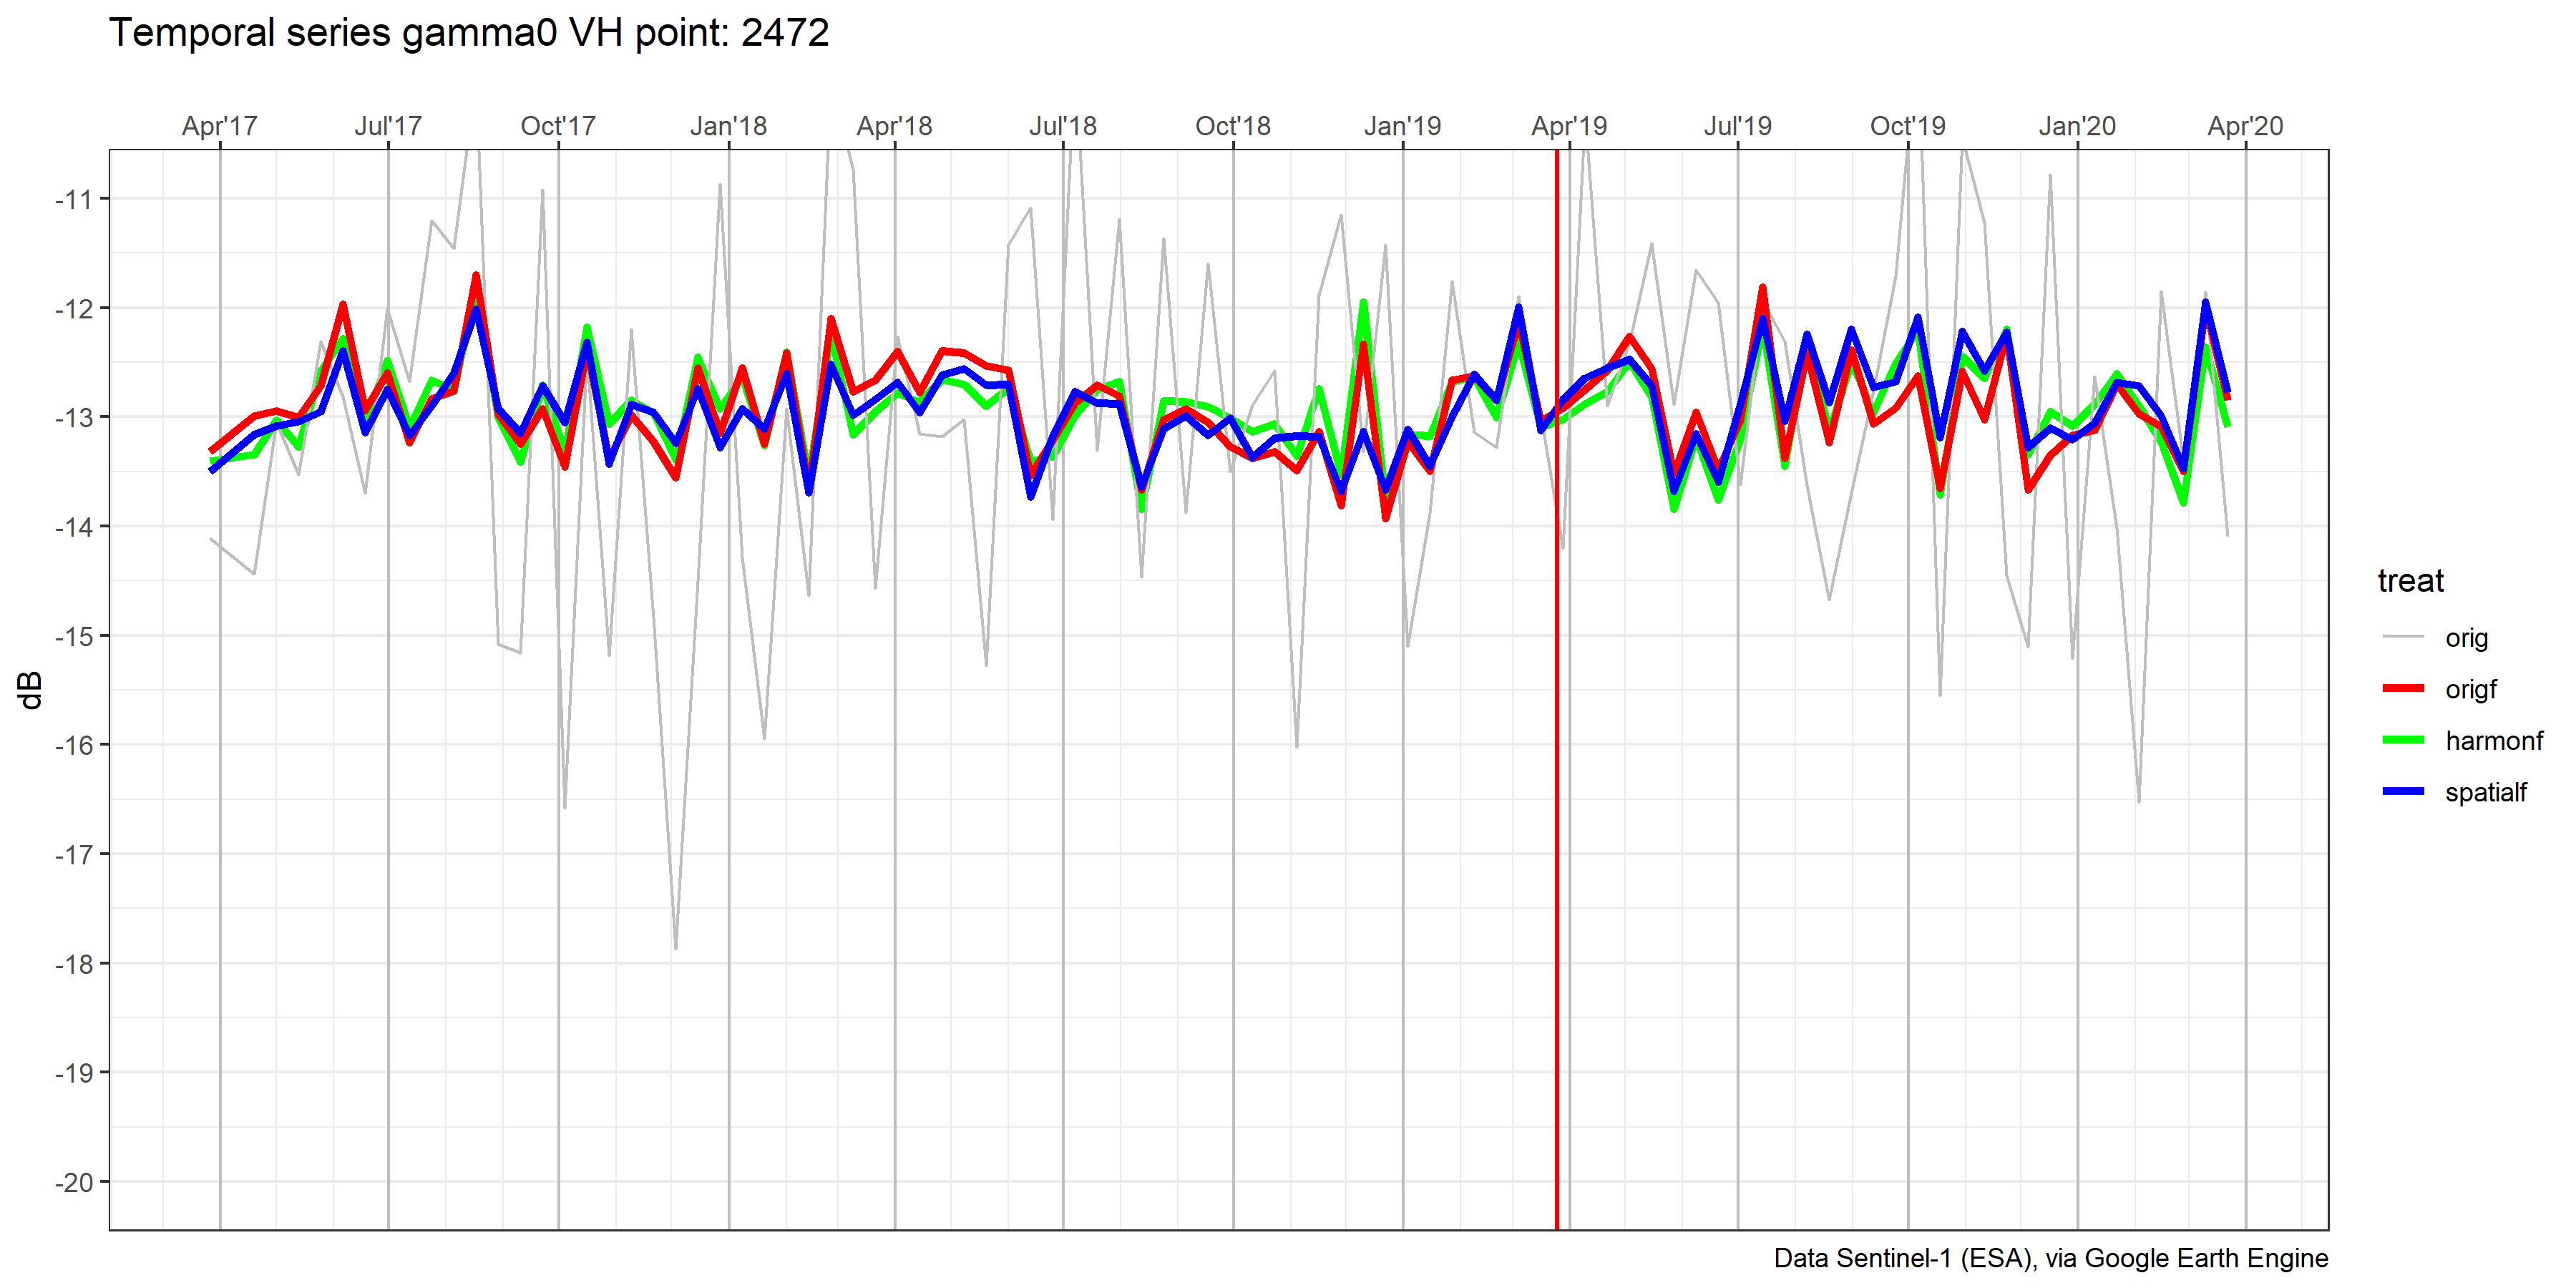 Temporal series gamma0 VH point: 2472
Apr'17 Jul'17 Oct'17 Jan'18 Apr'18 Jul'18 Oct'18 Jan'19 Apr'19 Jul'19 Oct'19 Jan'20 Apr'20
-11
-12
-13
-14
-15
-16
-17
-18
-19
-20
dB
treat
orig
origf
harmonf
spatialf
Data Sentinel-1 (ESA), via Google Earth Engine